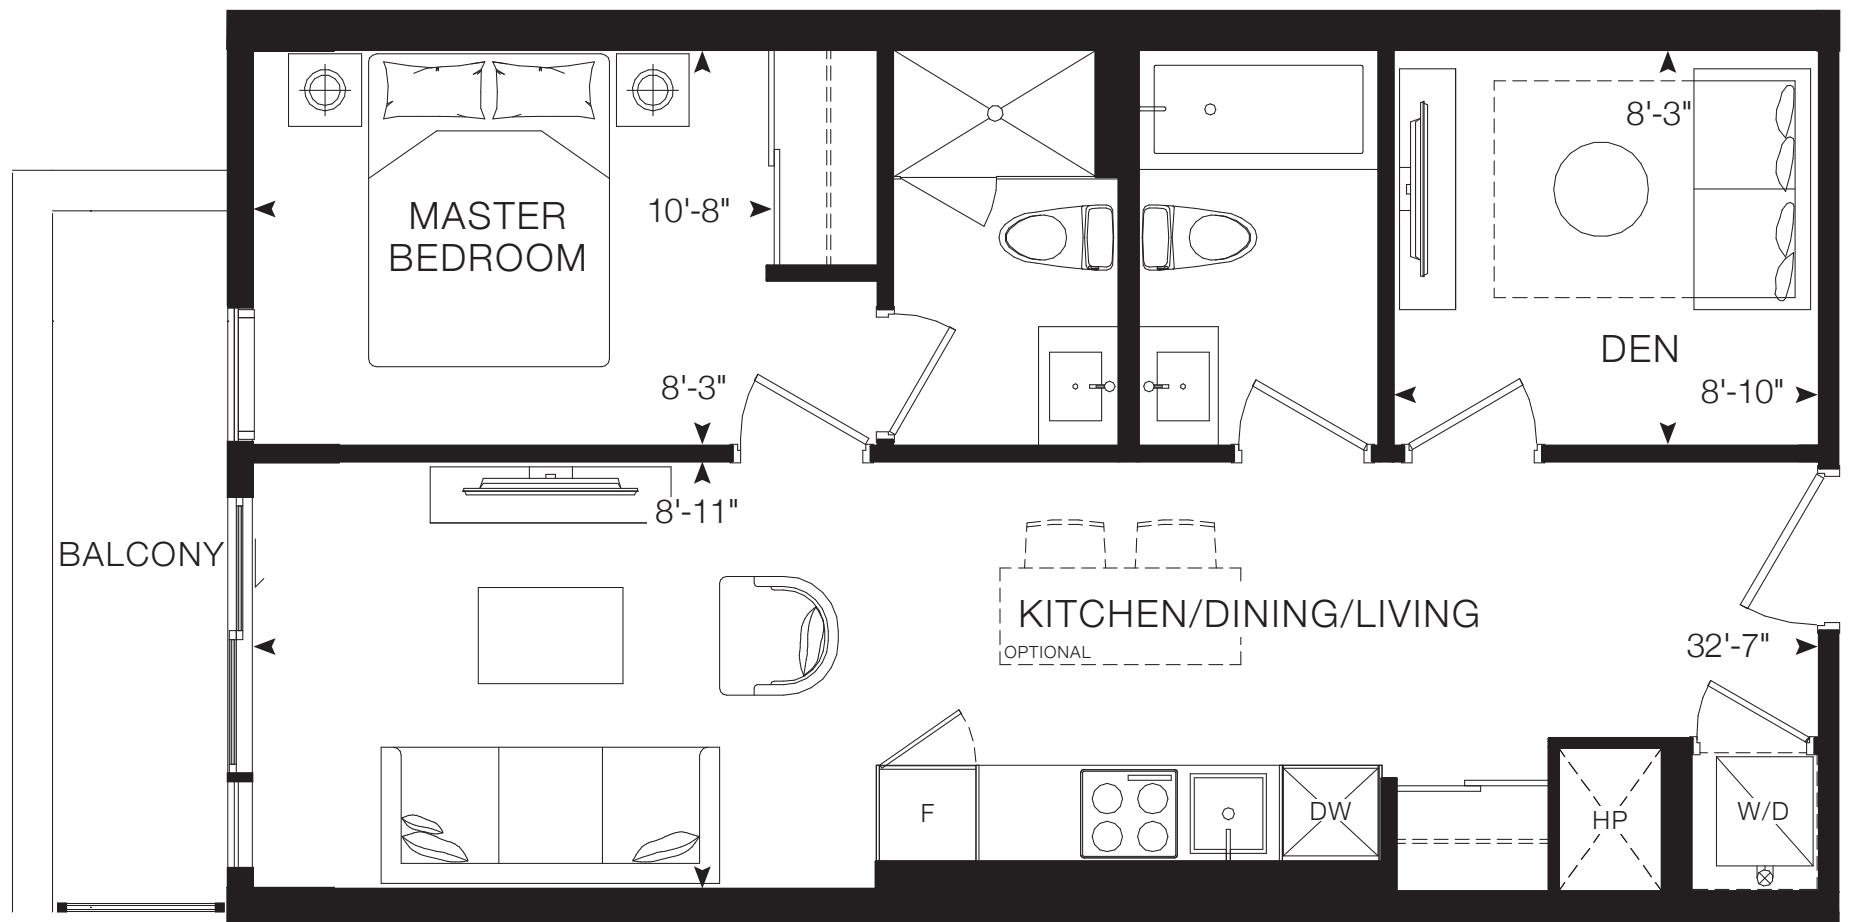 8'-3"
MASTER
BEDROOM
10'-8"
8'-3"
DEN
8'-10"
8'-11"
BALCONY
KITCHEN/DINING/LIVING
OPTIONAL
32'-7"
F
DW
HP
W/D